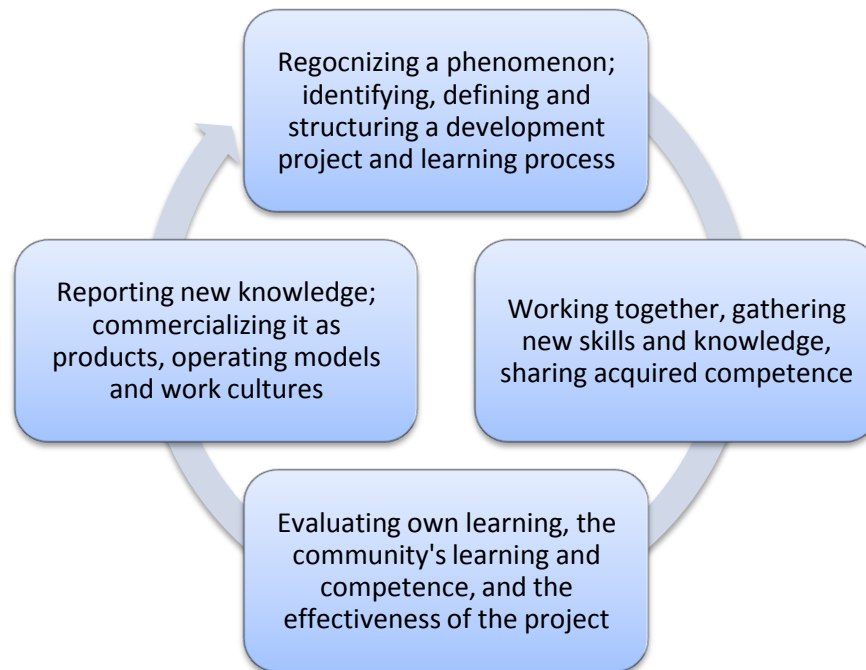 Regocnizing a phenomenon;
identifying, defining and
structuring a development
project and learning process
Working together, gathering
new skills and knowledge,
sharing acquired competence
Evaluating own learning, the
community's learning and
competence, and the
effectiveness of the project
Reporting new knowledge;
commercializing it as
products, operating models
and work cultures